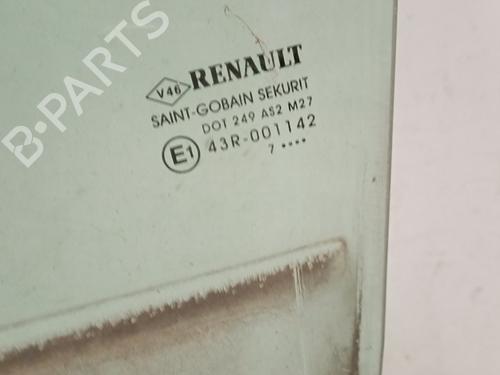 B-PARTS
V46 RENAULT
SAINT-GOBAIN SEKURIT
DOT 249 AS2 M27
E1 43R-001142
7 ••••